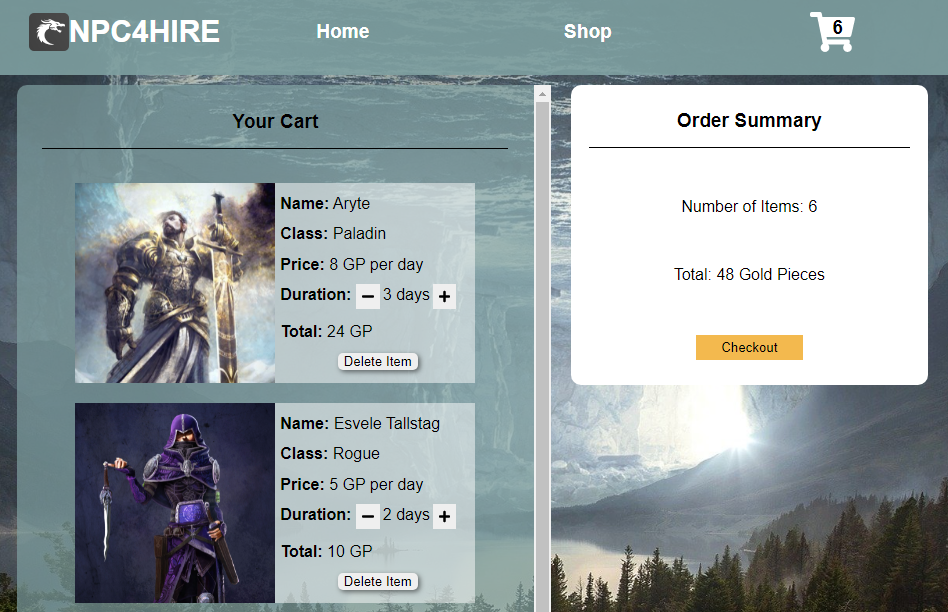 NPC4HIRE
Home
Shop
6
Your Cart
Name: Aryte
Class: Paladin
Price: 8 GP per day
Duration: − 3 days +
Total: 24 GP
Delete Item
Name: Esvele Tallstag
Class: Rogue
Price: 5 GP per day
Duration: − 2 days +
Total: 10 GP
Delete Item
Order Summary
Number of Items: 6
Total: 48 Gold Pieces
Checkout